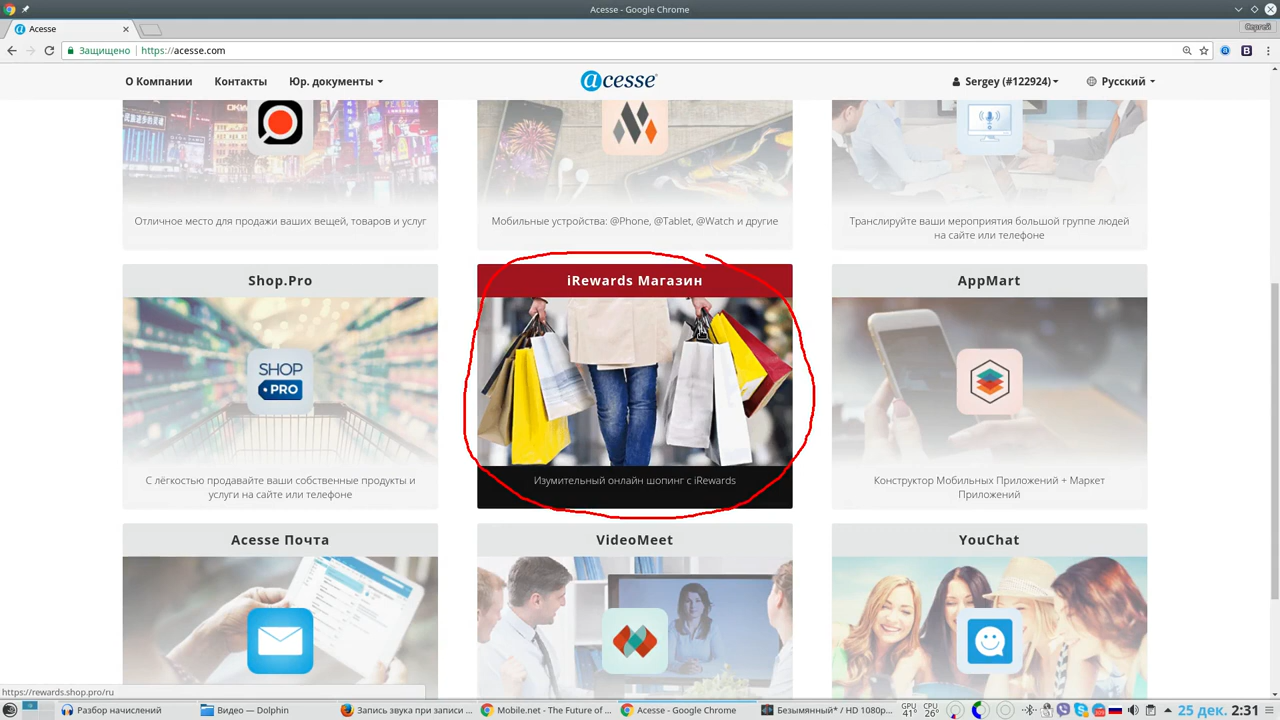 Acesse - Google Chrome
Acesse
Сергей
Защищено
https://acesse.com
О Компании
Контакты
Юр. документы
acesse
Sergey (#122924)
Русский
Отличное место для продажи ваших вещей, товаров и услуг
Мобильные устройства: @Phone, @Tablet, @Watch и другие
Транслируйте ваши мероприятия большой группе людей
на сайте или телефоне
Shop.Pro
iRewards Магазин
AppMart
SHOP
PRO
С лёгкостью продавайте ваши собственные продукты и
услуги на сайте или телефоне
Изумительный онлайн шопинг с iRewards
Конструктор Мобильных Приложений + Маркет
Приложений
Acesse Почта
VideoMeet
YouChat
https://rewards.shop.pro/ru
Разбор начислений
Видео — Dolphin
Запись звука при записи ...
Mobile.net - The Future of ...
Acesse - Google Chrome
Безымянный* / HD 1080p...
GPU
41°
CPU
26°
25 дек.
2:31